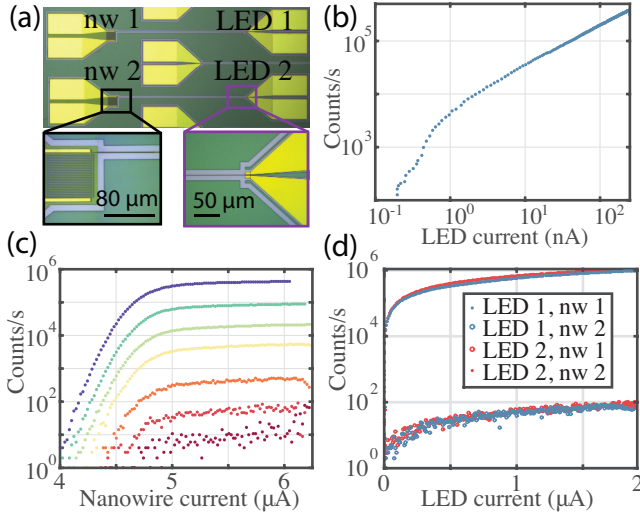 (a)
nw 1
LED 1
nw 2
LED 2
80 μm
50 μm
(b)
Counts/s
10^5
10^3
10^-1
10^0
10^1
10^2
LED current (nA)
(c)
Counts/s
10^6
10^4
10^2
10^0
4
5
6
Nanowire current (μA)
(d)
Counts/s
10^6
10^4
10^2
10^0
LED 1, nw 1
LED 1, nw 2
LED 2, nw 1
LED 2, nw 2
0
1
2
LED current (μA)